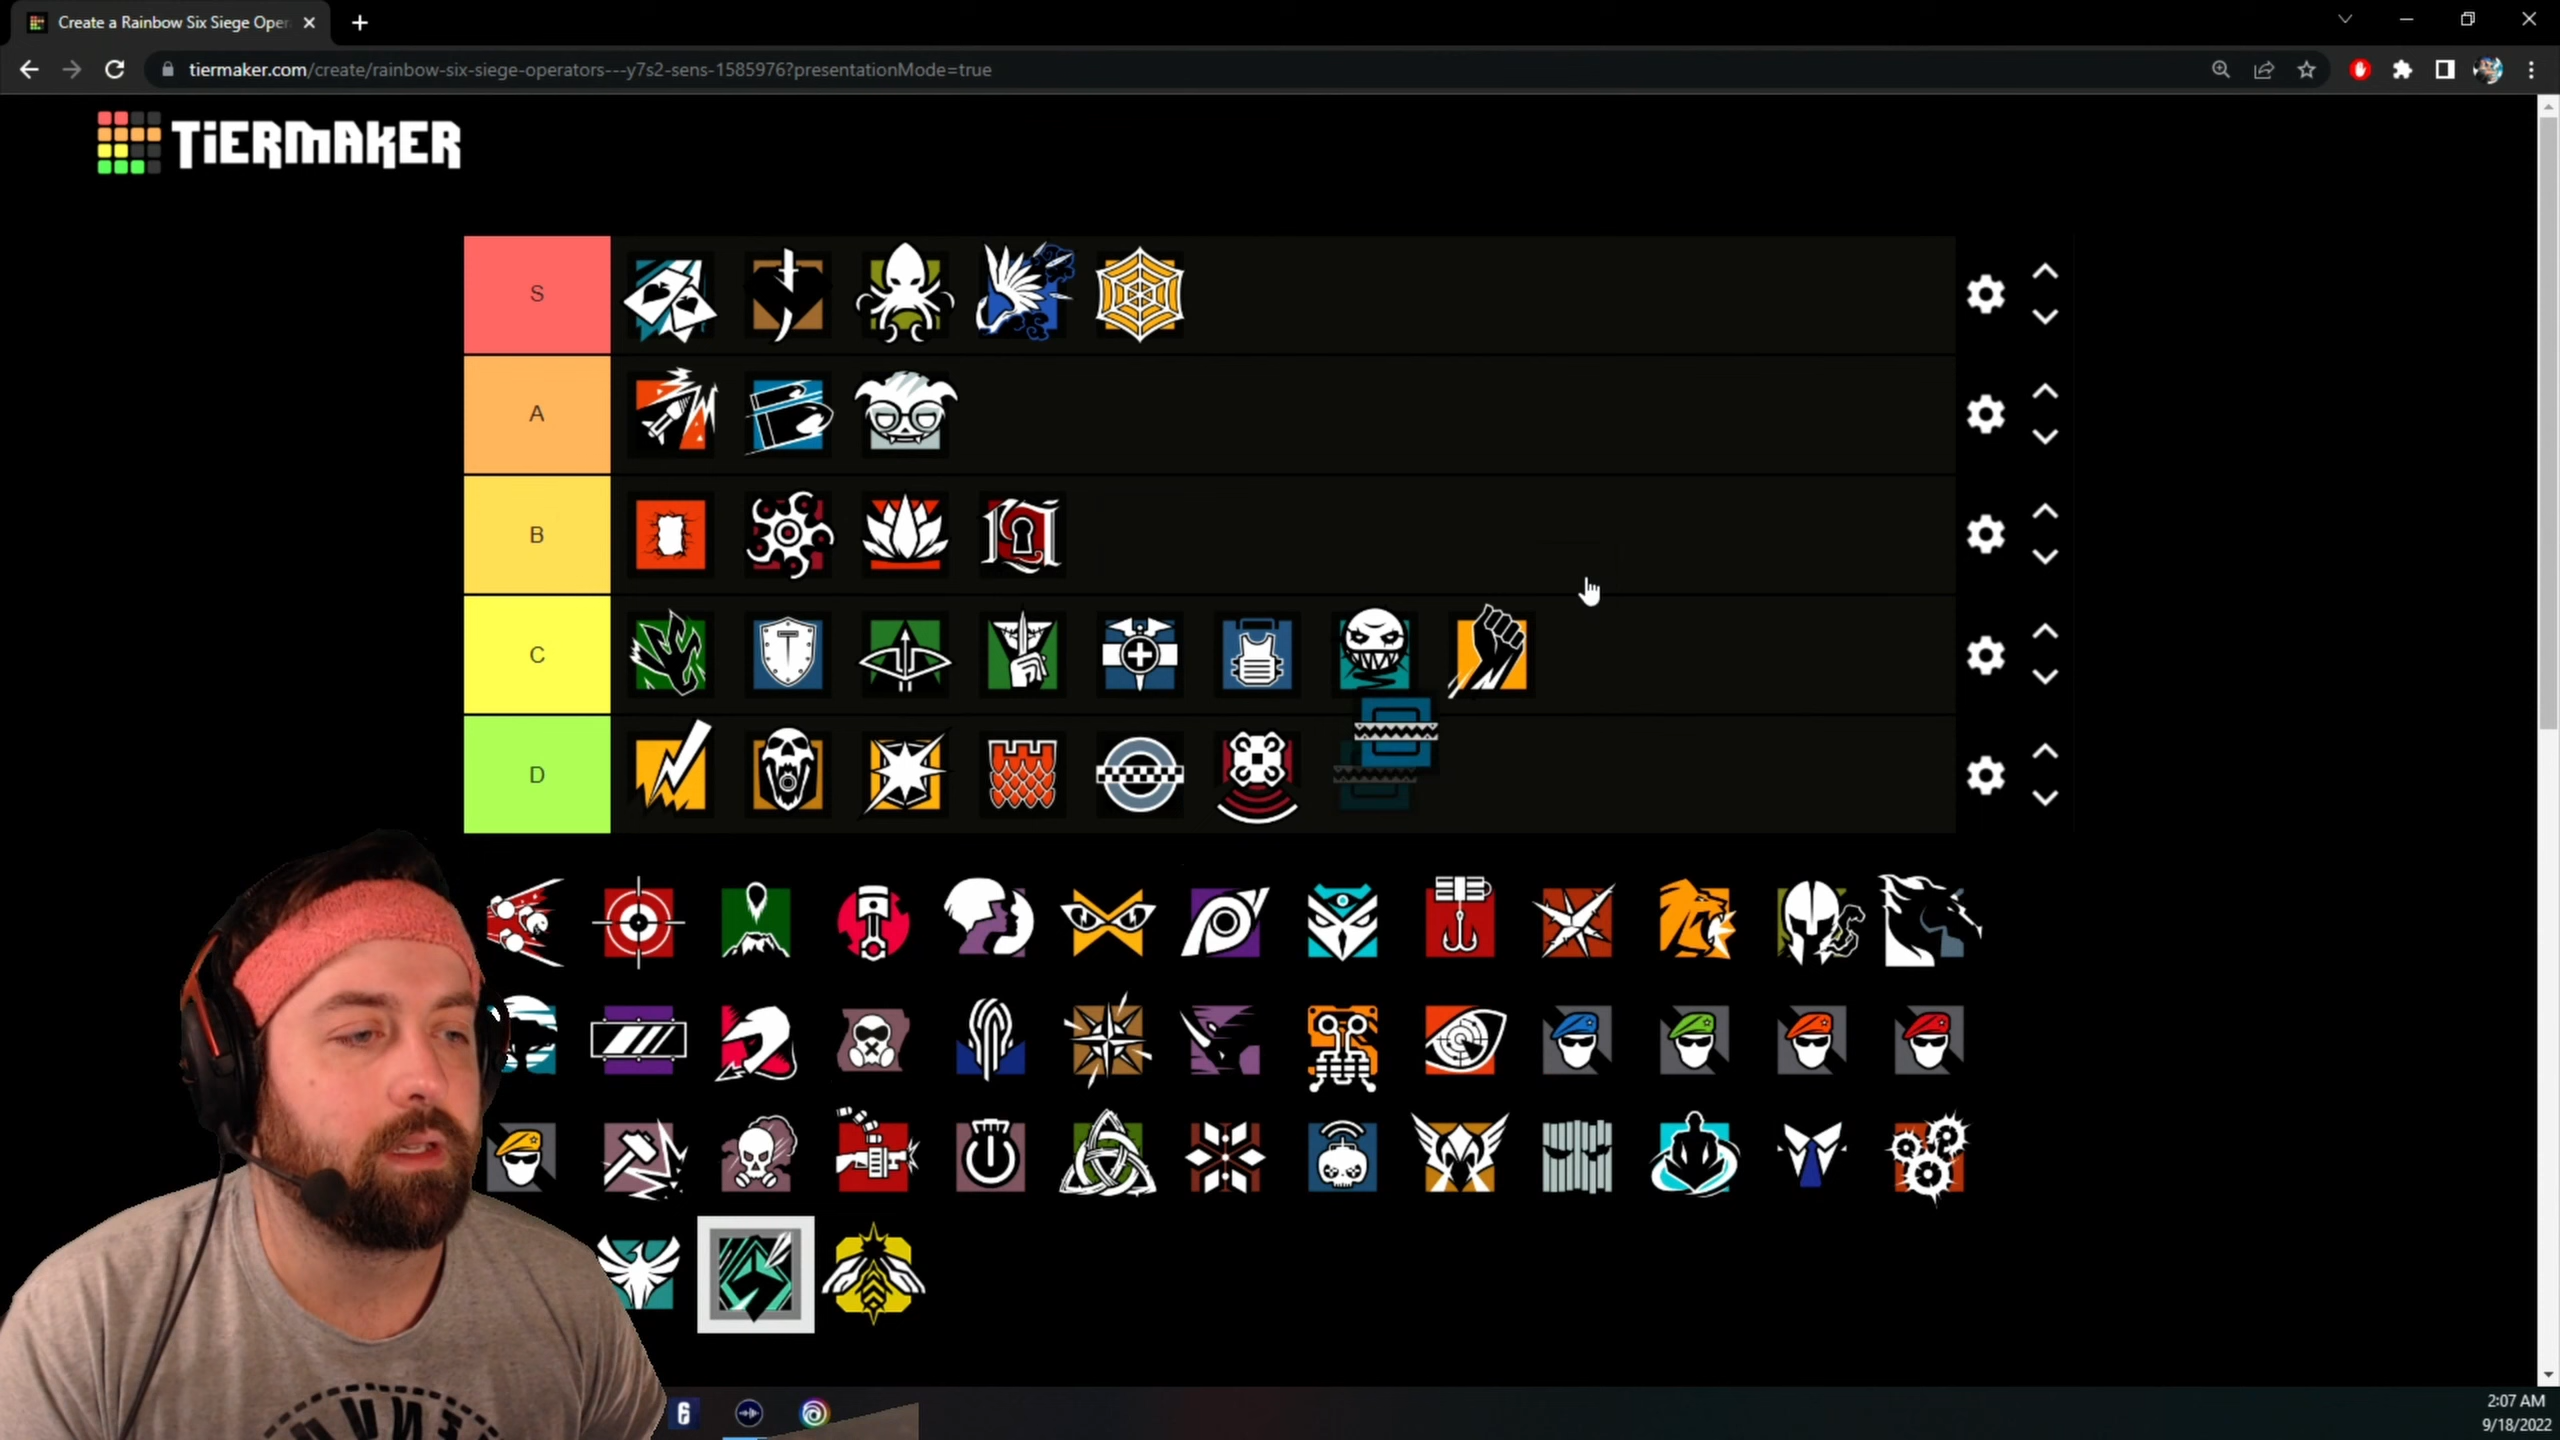 Create a Rainbow Six Siege Oper
tiermaker.com/create/rainbow-six-siege-operators---y7s2-sens-1585976?presentationMode=true
TiERMAKER
S
A
B
C
D
2:07 AM
9/18/2022